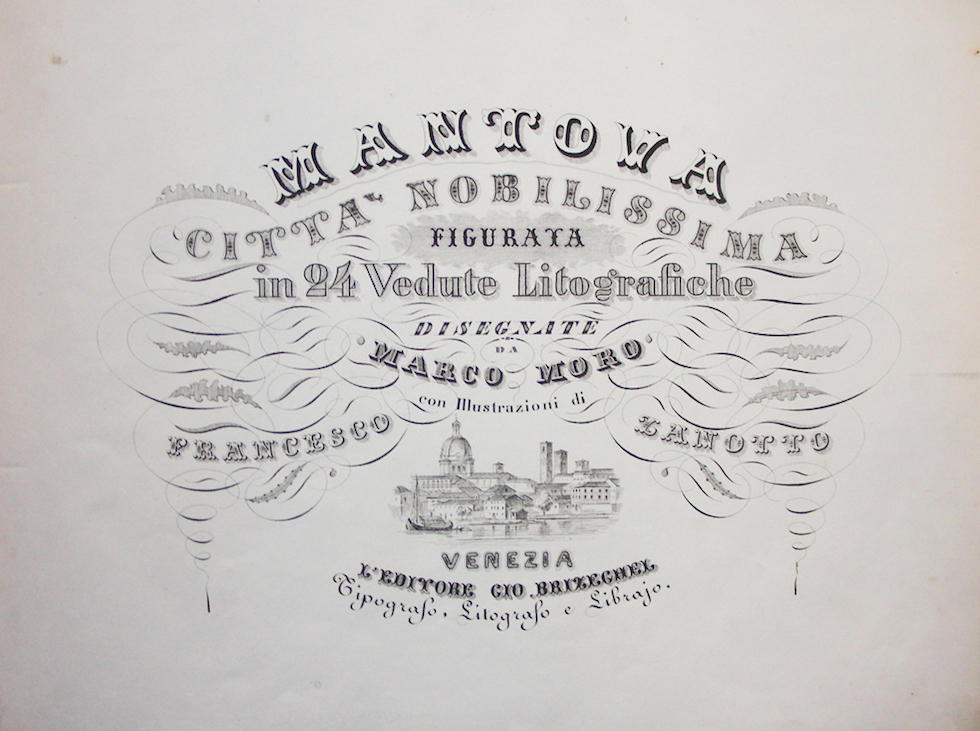 MANTOVA
CITTA' NOBILISSIMA
FIGURATA
in 24 Vedute Litografiche
DISEGNATE
DA
MARCO MORO
con Illustrazioni di
FRANCESCO ZANOTTO
VENEZIA
L'EDITORE GIO. BRIZEGHEL
Tipografo, Litografo e Librajo.